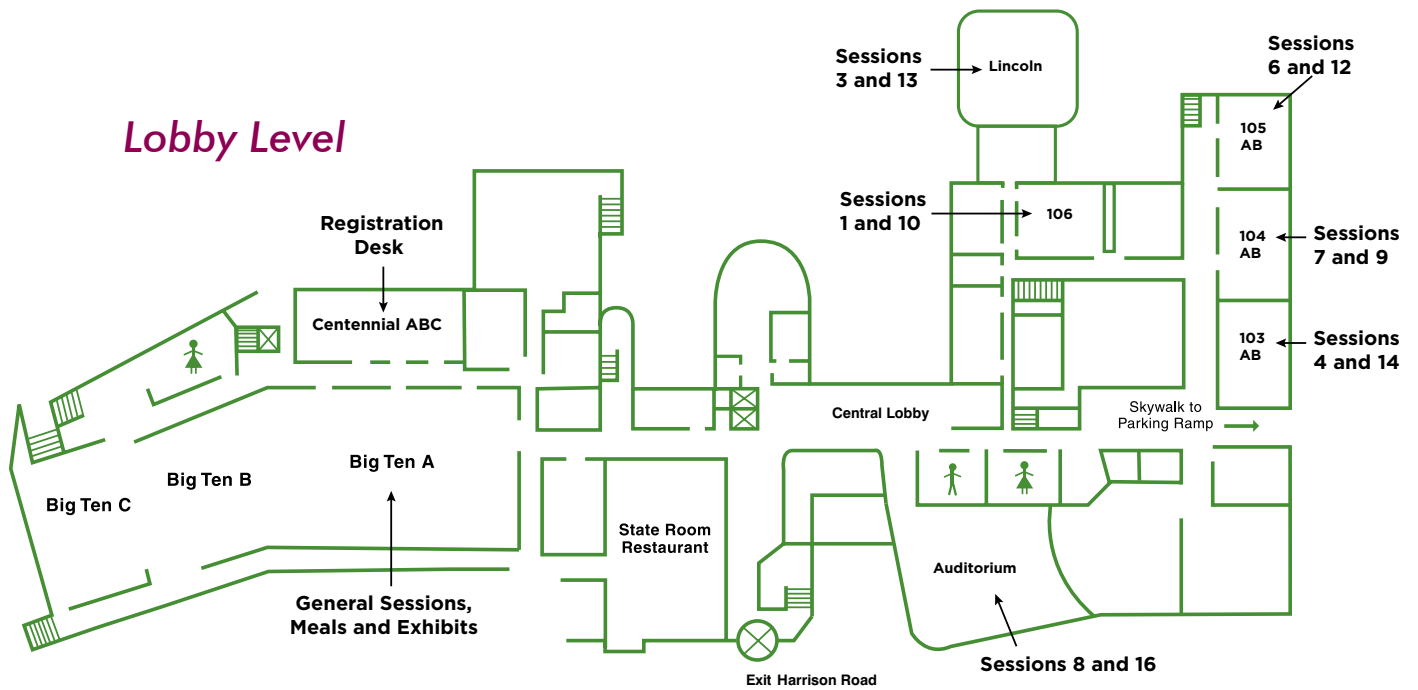 Lobby Level
Sessions
3 and 13
Lincoln
Sessions
6 and 12
105
AB
Sessions
1 and 10
106
104
AB
Sessions
7 and 9
Registration
Desk
Centennial ABC
103
AB
Sessions
4 and 14
Central Lobby
Skywalk to
Parking Ramp
Big Ten A
Big Ten B
Big Ten C
State Room
Restaurant
Auditorium
General Sessions,
Meals and Exhibits
Sessions 8 and 16
Exit Harrison Road